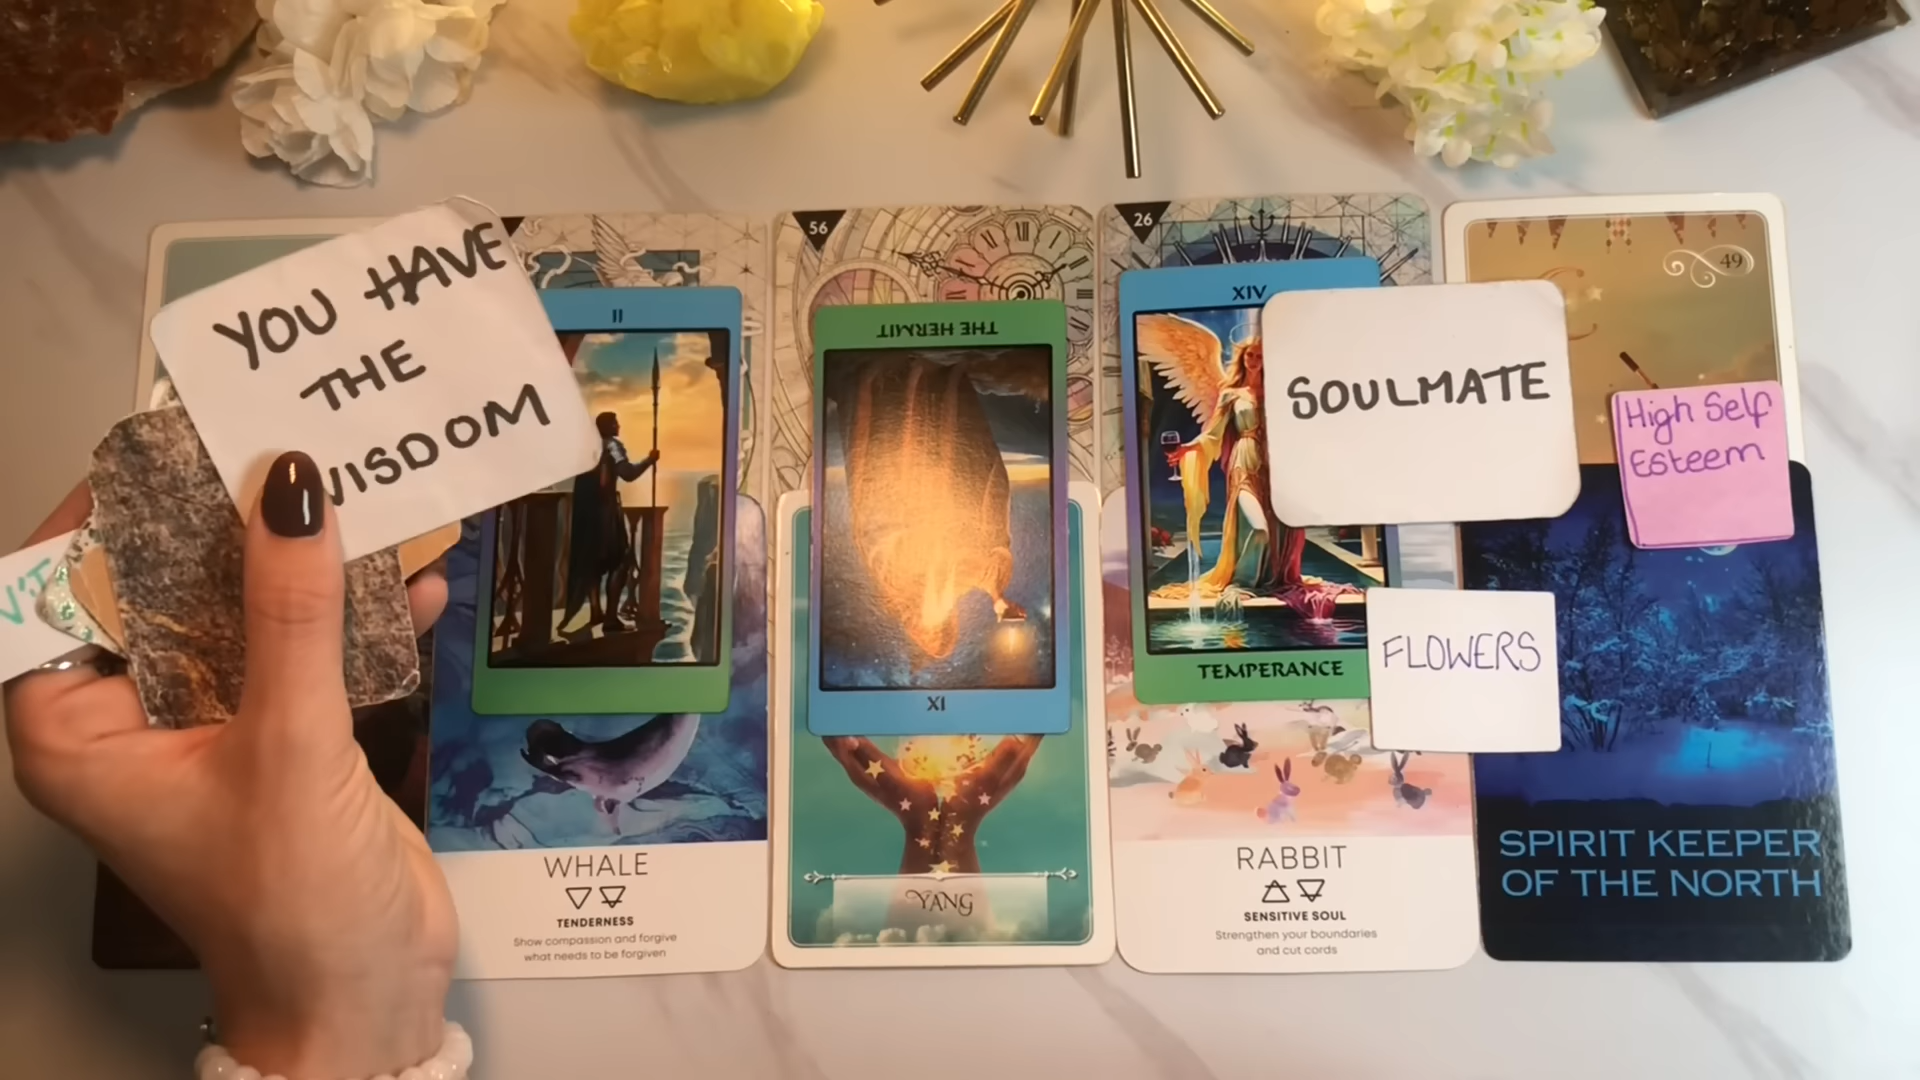 YOU HAVE
THE
WISDOM
II
56
THE HERMIT
XI
26
XIV
TEMPERANCE
SOULMATE
49
High Self
Esteem
FLOWERS
WHALE
TENDERNESS
Show compassion and forgive
what needs to be forgiven
YANG
RABBIT
SENSITIVE SOUL
Strengthen your boundaries
and cut cords
SPIRIT KEEPER
OF THE NORTH